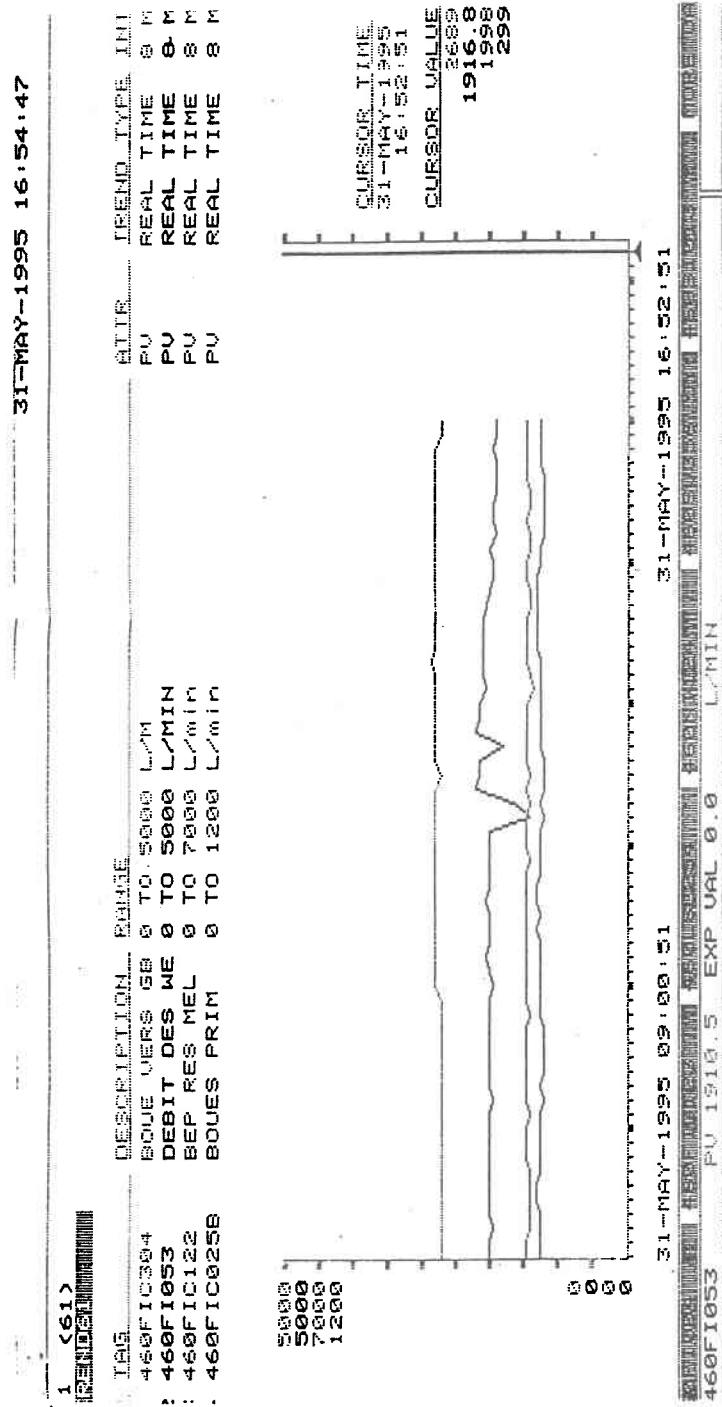 31-MAY-1995 16:54:47
1 <61>
TAG DESCRIPTION RANGE ATTR TREND TYPE INT
460FIC304 BOUE VERS GB 0 TO 5000 L/M PV REAL TIME 8 M
460FI053 DEBIT DES WE 0 TO 5000 L/MIN PV REAL TIME 8 M
460FIC122 BEP RES MEL 0 TO 7000 L/min PV REAL TIME 8 M
460FIC025B BOUES PRIM 0 TO 1200 L/min PV REAL TIME 8 M
5000
5000
7000
1200
0
0
0
0
CURSOR TIME
31-MAY-1995
16:52:51
CURSOR VALUE
2689
1916.8
1998
299
31-MAY-1995 09:00:51 31-MAY-1995 16:52:51
460FI053 PV 1910.5 EXP VAL 0.0 L/MIN